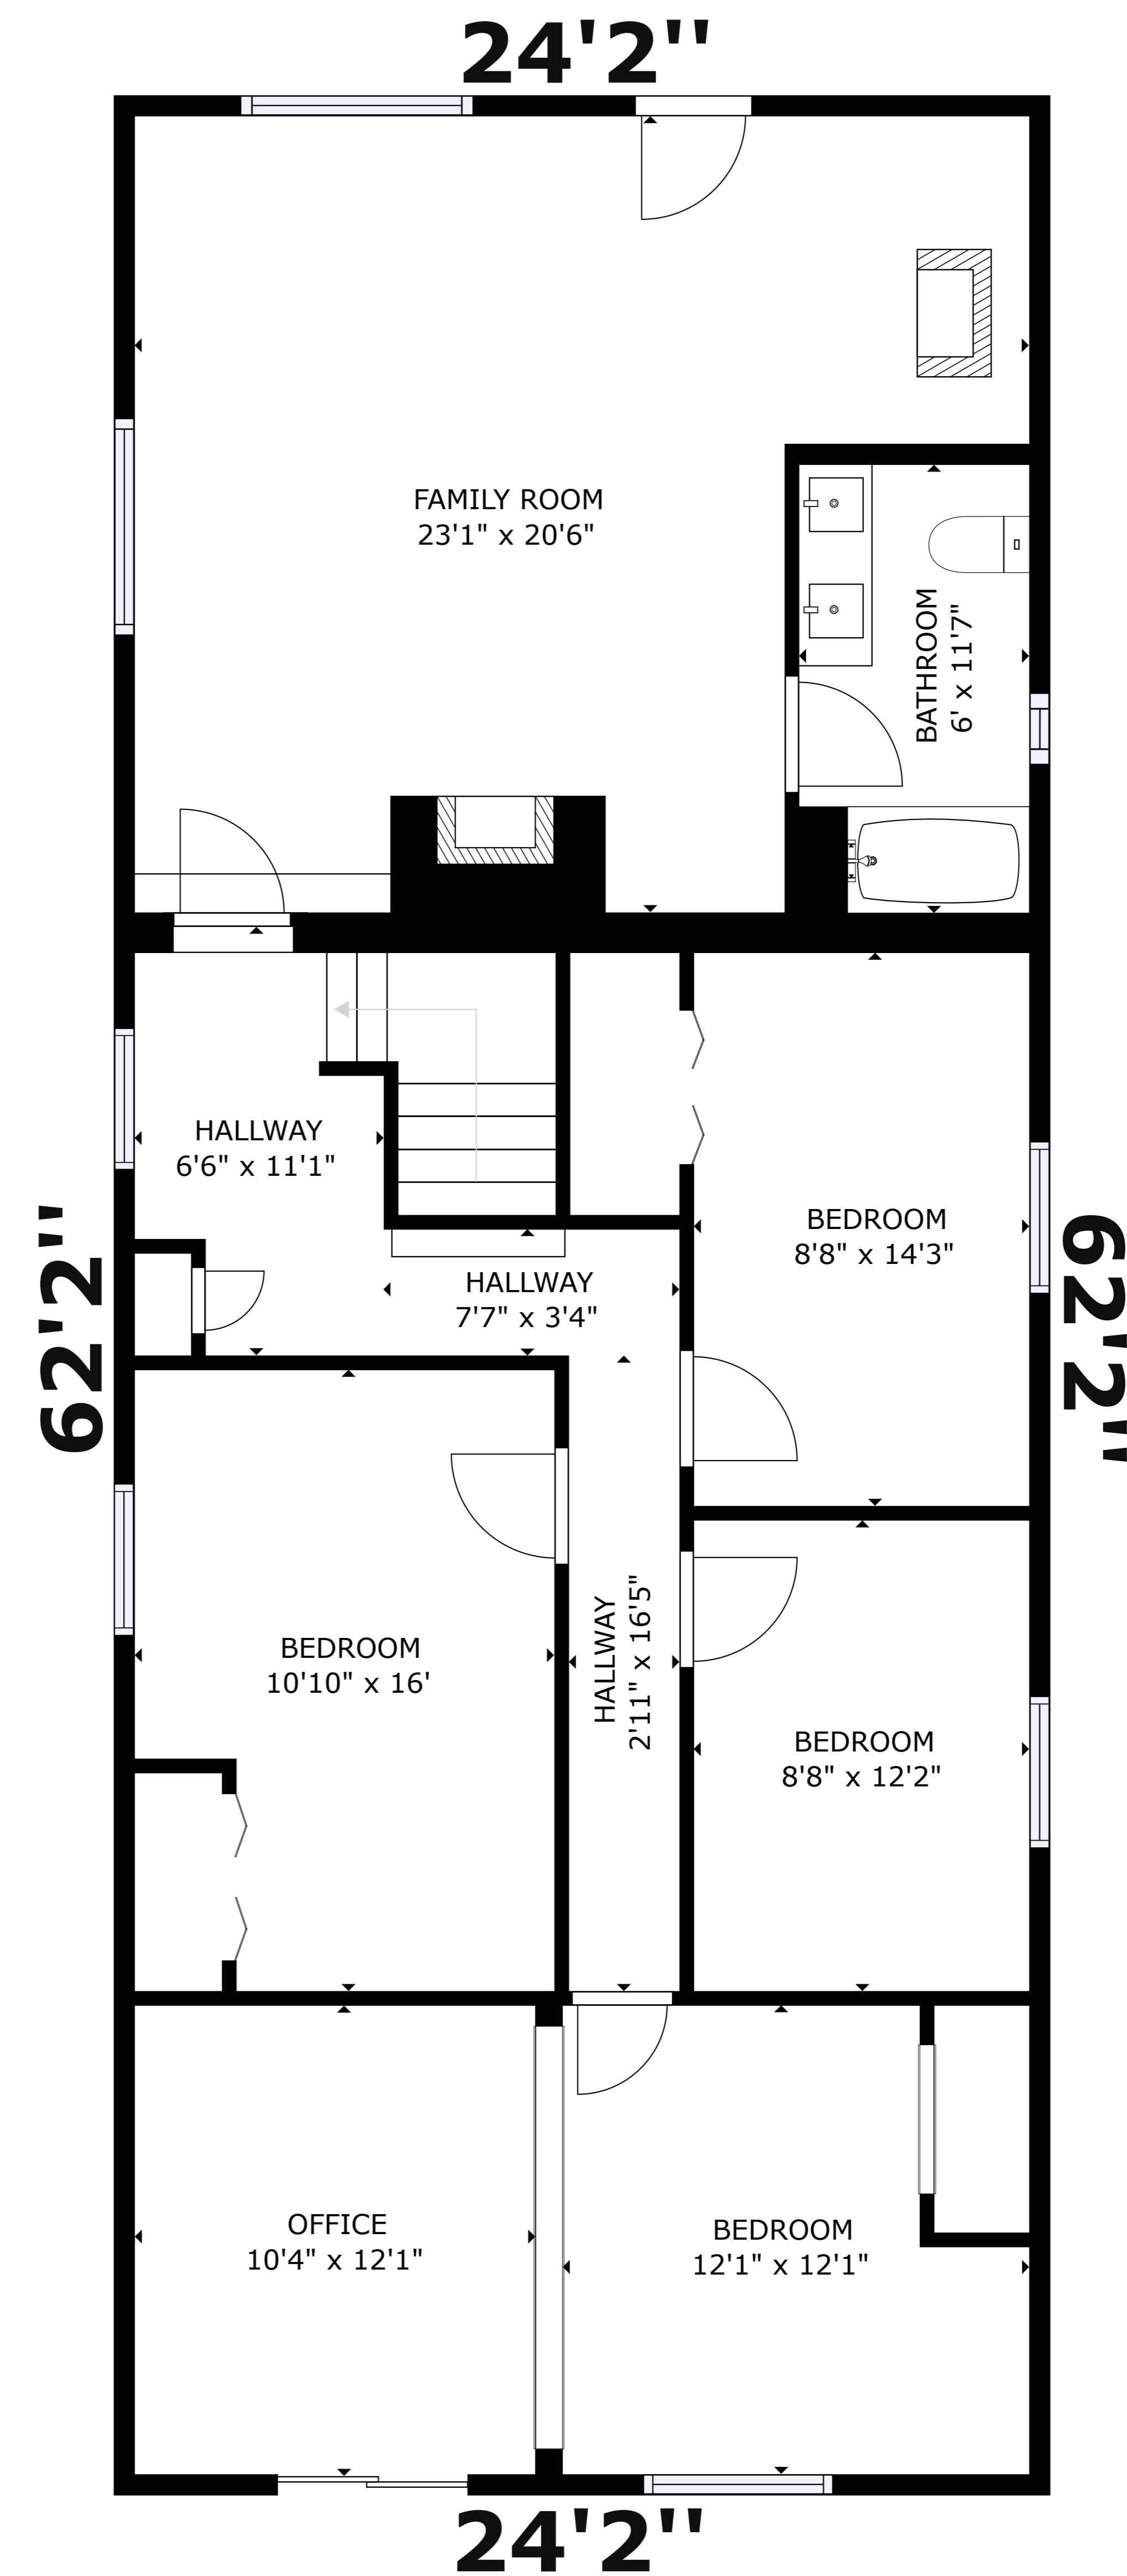 24'2''
FAMILY ROOM
23'1" x 20'6"
BATHROOM
6' x 11'7"
HALLWAY
6'6" x 11'1"
BEDROOM
8'8" x 14'3"
HALLWAY
7'7" x 3'4"
62'2''
62'2''
HALLWAY
2'11" x 16'5"
BEDROOM
10'10" x 16'
BEDROOM
8'8" x 12'2"
OFFICE
10'4" x 12'1"
BEDROOM
12'1" x 12'1"
24'2''